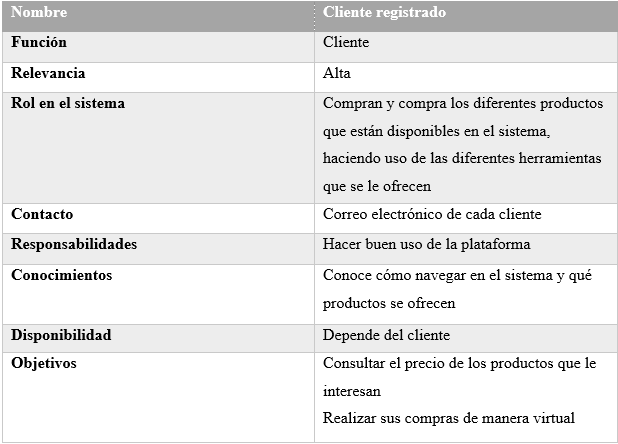 Nombre Cliente registrado
Función Cliente
Relevancia Alta
Rol en el sistema Compran y compra los diferentes productos
que están disponibles en el sistema,
haciendo uso de las diferentes herramientas
que se le ofrecen
Contacto Correo electrónico de cada cliente
Responsabilidades Hacer buen uso de la plataforma
Conocimientos Conoce cómo navegar en el sistema y qué
productos se ofrecen
Disponibilidad Depende del cliente
Objetivos Consultar el precio de los productos que le
interesan
Realizar sus compras de manera virtual